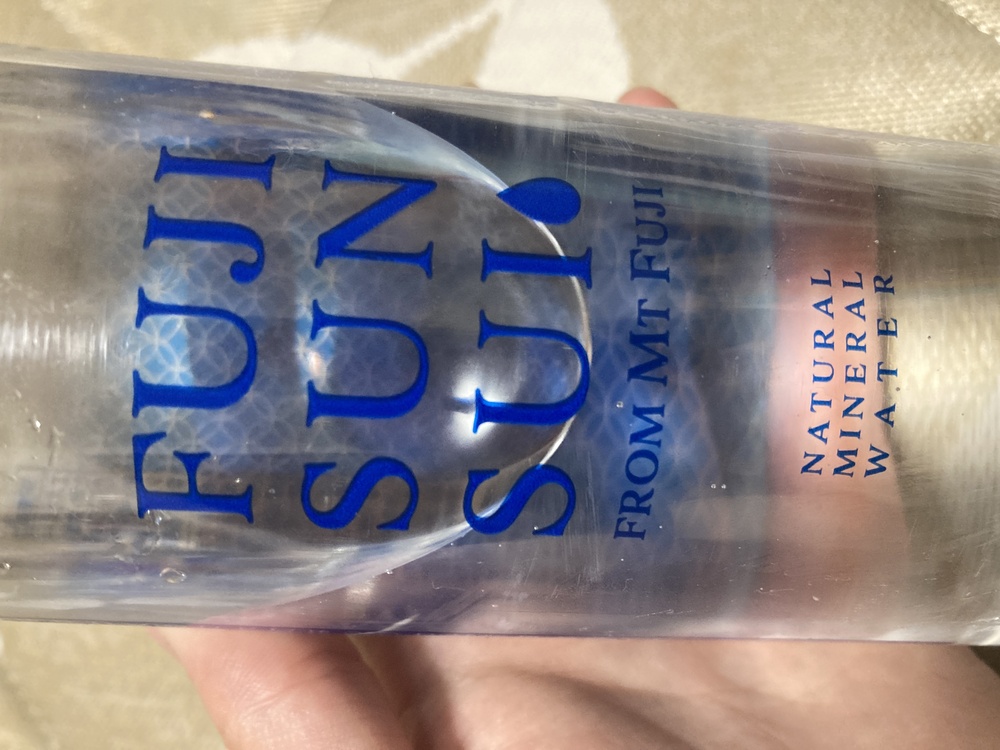 FUJI
SUN
SUI
FROM MT FUJI
NATURAL
MINERAL
WATER